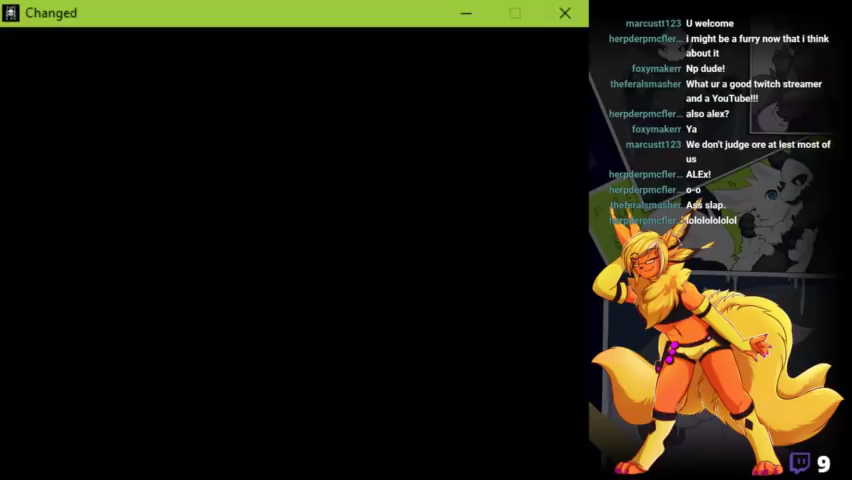 Changed
marcustt123 U welcome
herpderpmcfler... i might be a furry now that i think
about it
foxymakerr Np dude!
theferalsmasher What ur a good twitch streamer
and a YouTube!!!
herpderpmcfler... also alex?
foxymakerr Ya
marcustt123 We don't judge ore at lest most of
us
herpderpmcfler... ALEx!
herpderpmcfler... o-o
theferalsmasher Ass slap.
herpderpmcfler... lolololololol
9